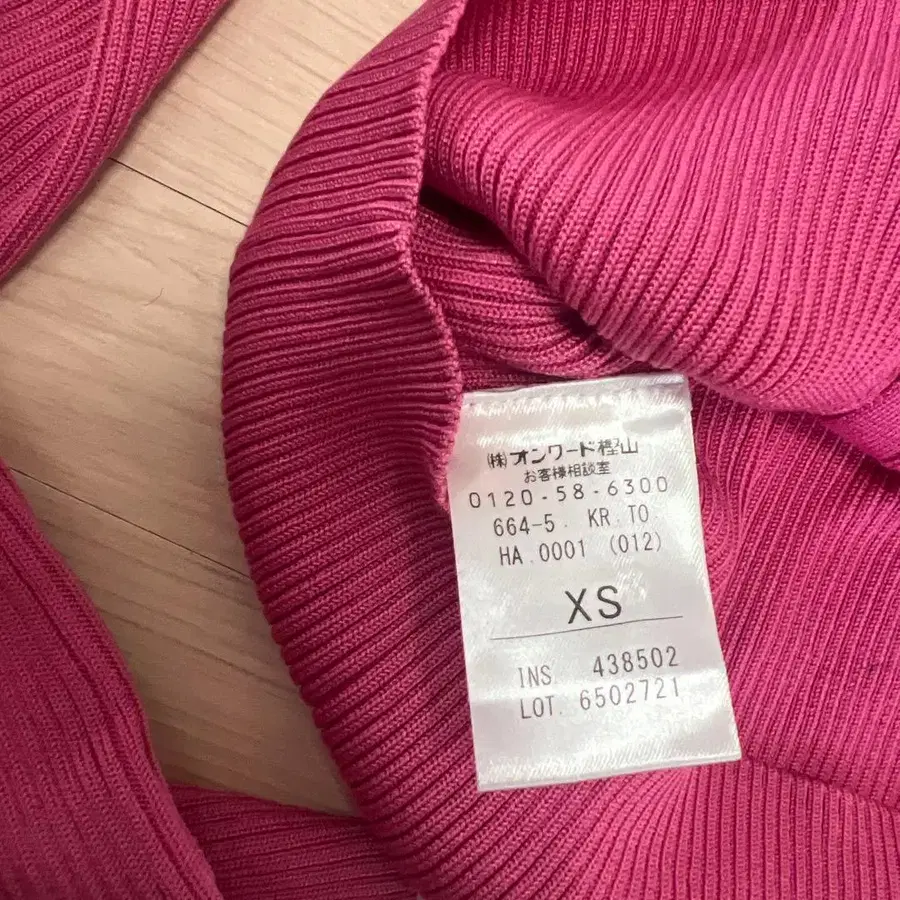 ㈱オンワード樫山
お客様相談室
0120-58-6300
664-5. KR.TO
HA.0001 (012)
XS
INS. 438502
LOT. 6502721